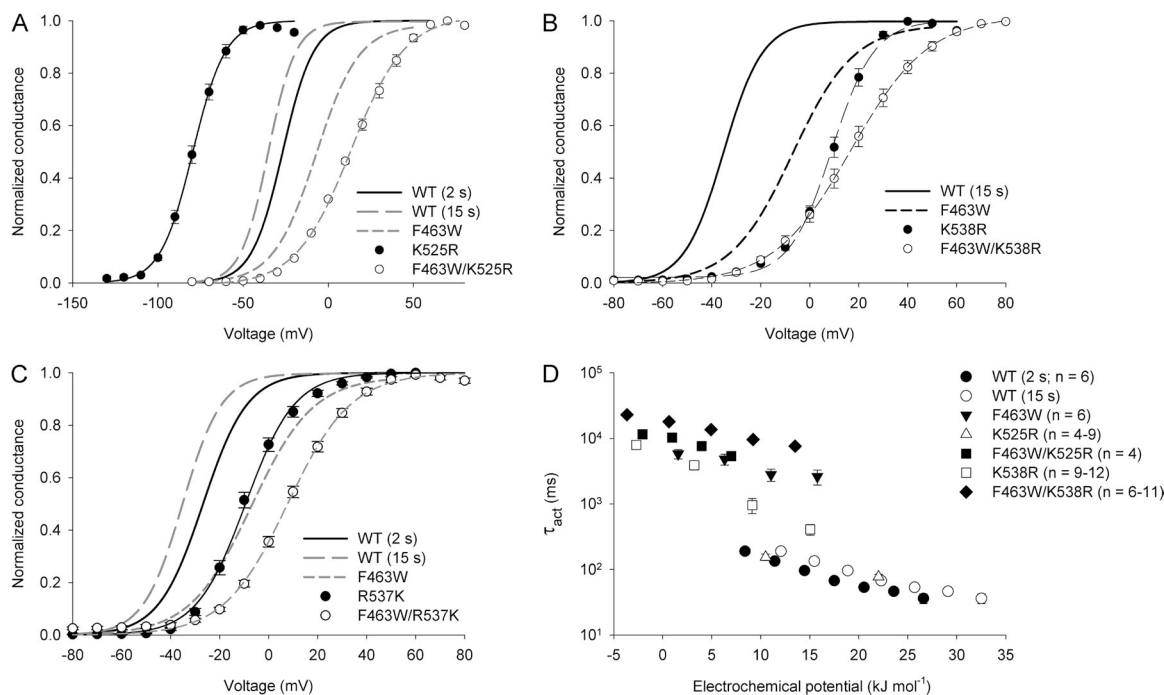 A
Normalized conductance
1.0
0.8
0.6
0.4
0.2
0.0
-150 -100 -50 0 50
Voltage (mV)
WT (2 s)
WT (15 s)
F463W
K525R
F463W/K525R
B
Normalized conductance
1.0
0.8
0.6
0.4
0.2
0.0
-80 -60 -40 -20 0 20 40 60 80
Voltage (mV)
WT (15 s)
F463W
K538R
F463W/K538R
C
Normalized conductance
1.0
0.8
0.6
0.4
0.2
0.0
-80 -60 -40 -20 0 20 40 60 80
Voltage (mV)
WT (2 s)
WT (15 s)
F463W
R537K
F463W/R537K
D
τact (ms)
10⁵
10⁴
10³
10²
10¹
-5 0 5 10 15 20 25 30 35
Electrochemical potential (kJ mol⁻¹)
WT (2 s; n = 6)
WT (15 s)
F463W (n = 6)
K525R (n = 4-9)
F463W/K525R (n = 4)
K538R (n = 9-12)
F463W/K538R (n = 6-11)